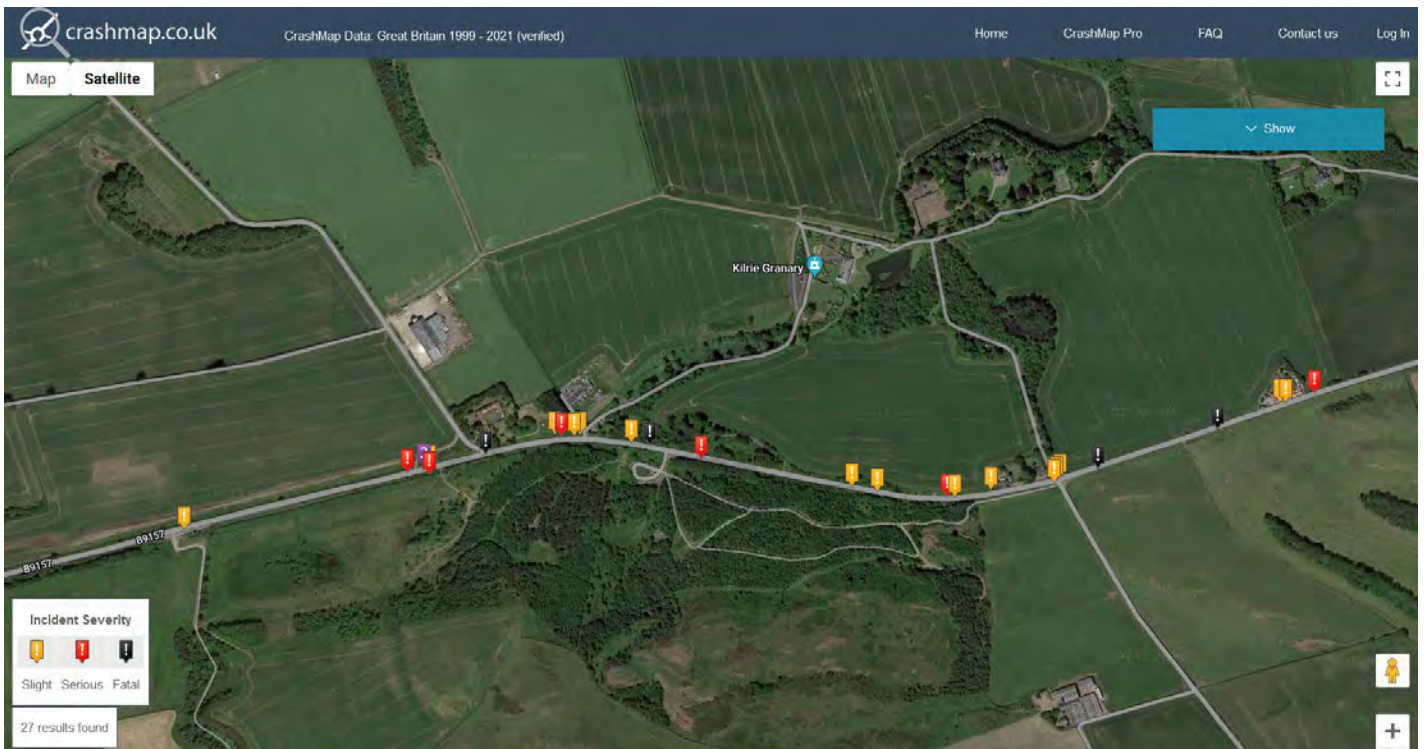 crashmap.co.uk
CrashMap Data: Great Britain 1999 - 2021 (verified)
Home
CrashMap Pro
FAQ
Contact us
Log In
Map
Satellite
Show
Kilrie Granary
B9157
B9157
Incident Severity
Slight Serious Fatal
27 results found